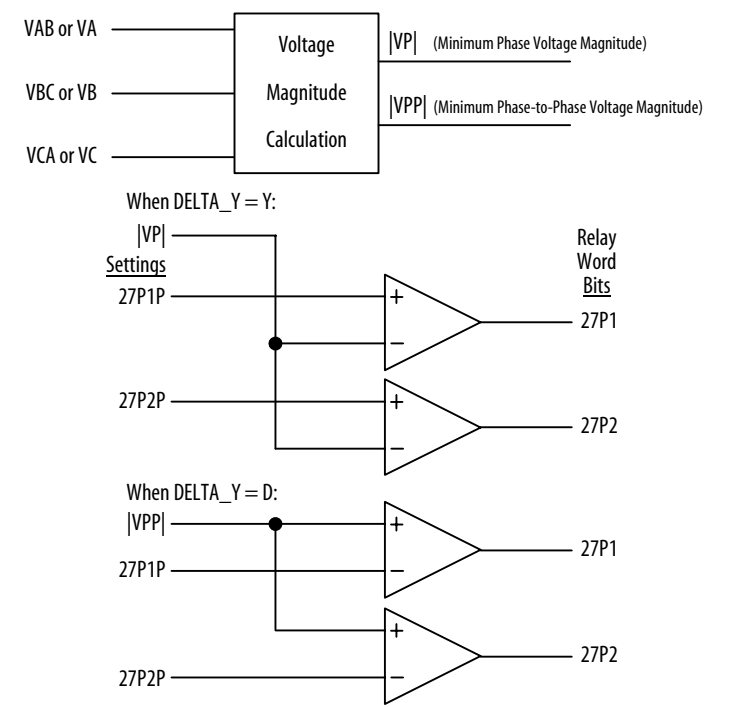 VAB or VA
VBC or VB
VCA or VC
Voltage
Magnitude
Calculation
|VP| (Minimum Phase Voltage Magnitude)
|VPP| (Minimum Phase-to-Phase Voltage Magnitude)
When DELTA_Y = Y:
|VP|
Settings
27P1P
27P2P
+
−
+
−
Relay
Word
Bits
27P1
27P2
When DELTA_Y = D:
|VPP|
27P1P
27P2P
+
−
+
−
27P1
27P2